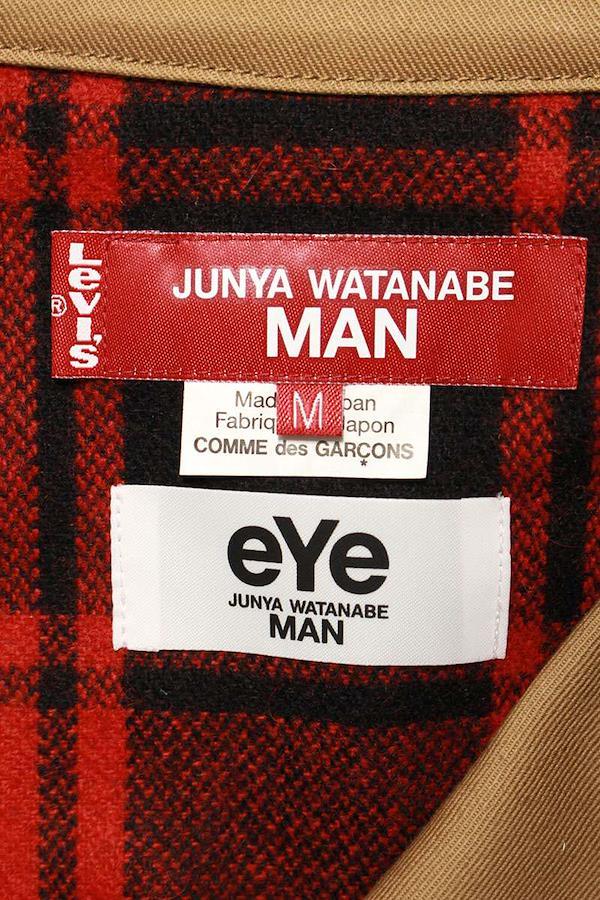 Levi's
®
JUNYA WATANABE
MAN
M
COMME des GARÇONS
*
eYe
JUNYA WATANABE
MAN